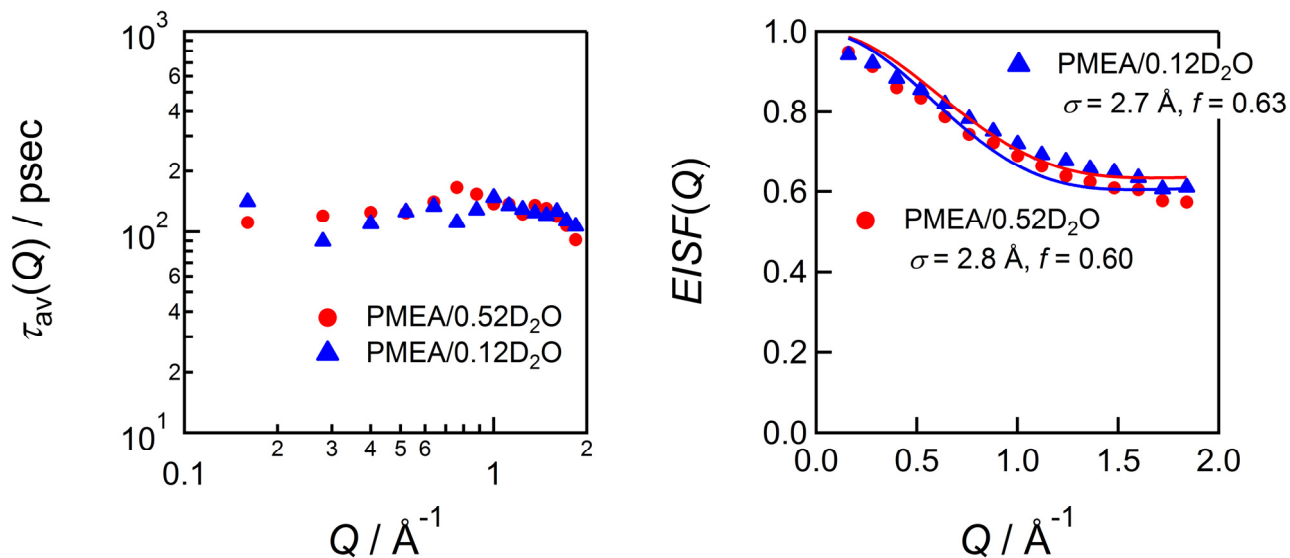 10³
6
4
2
10²
6
4
2
10¹
τav(Q) / psec
PMEA/0.52D₂O
PMEA/0.12D₂O
0.1
2
3
4
5
6
1
2
Q / Å⁻¹
1.0
0.8
0.6
0.4
0.2
0.0
EISF(Q)
PMEA/0.12D₂O
σ = 2.7 Å, f = 0.63
PMEA/0.52D₂O
σ = 2.8 Å, f = 0.60
0.0
0.5
1.0
1.5
2.0
Q / Å⁻¹